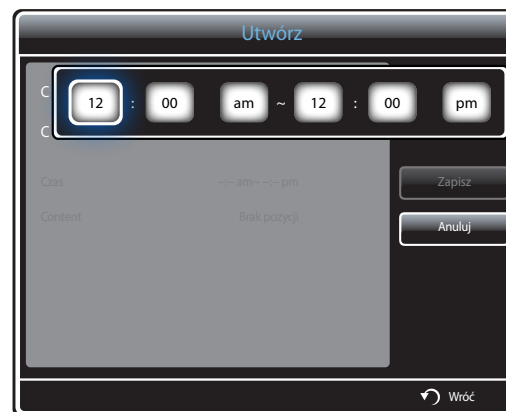 Utwórz
C
12 : 00 am ~ 12 : 00 pm
C
Czas --:-- am~ --:-- pm
Zapisz
Content Brak pozycji
Anuluj
Wróć